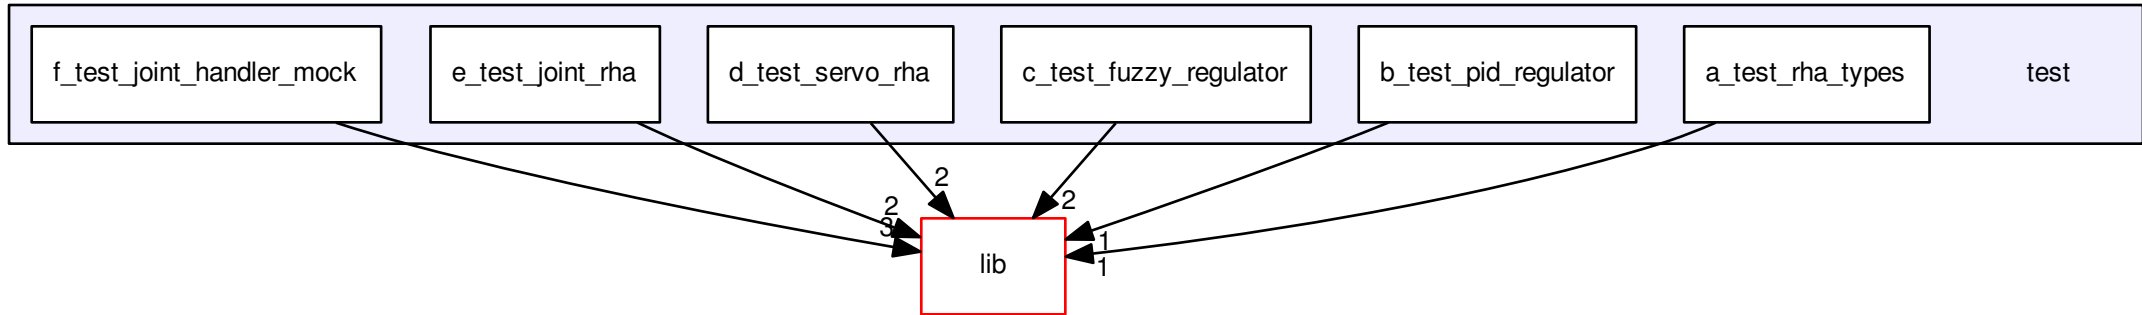 f_test_joint_handler_mock
e_test_joint_rha
d_test_servo_rha
c_test_fuzzy_regulator
b_test_pid_regulator
a_test_rha_types
test
2
2
2
3
1
1
lib